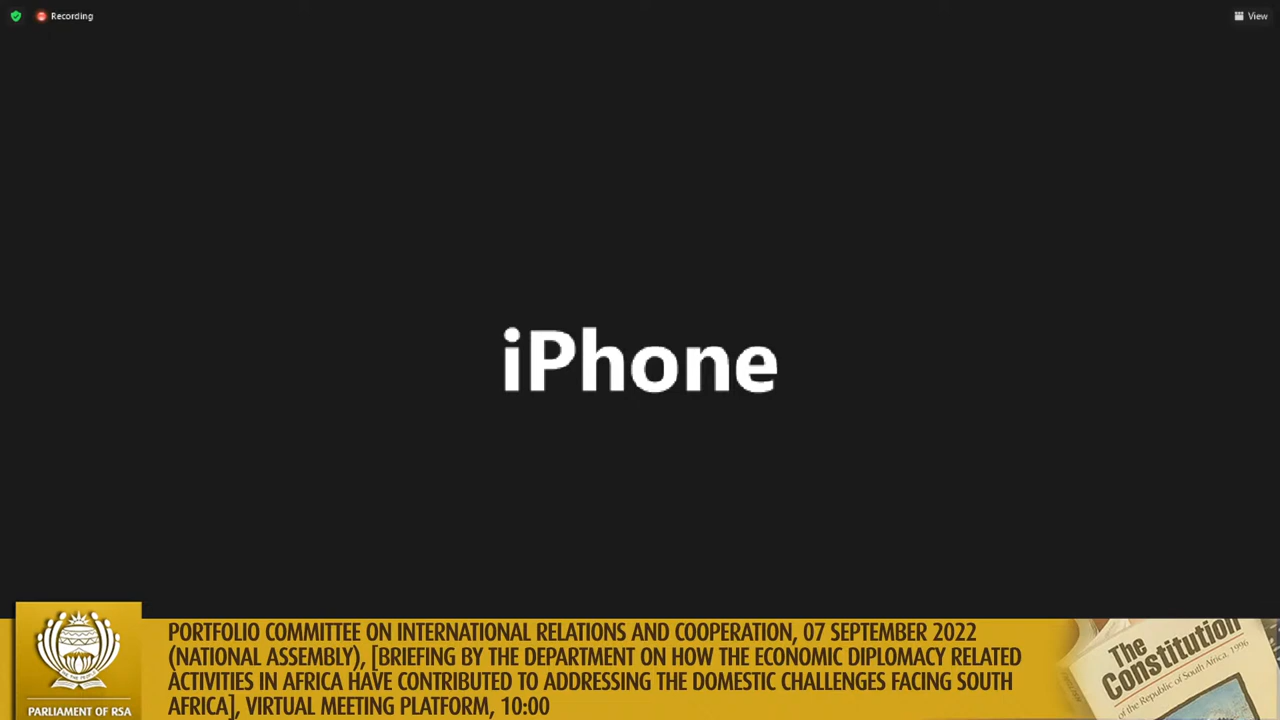 Recording
View
iPhone
PORTFOLIO COMMITTEE ON INTERNATIONAL RELATIONS AND COOPERATION, 07 SEPTEMBER 2022
(NATIONAL ASSEMBLY), [BRIEFING BY THE DEPARTMENT ON HOW THE ECONOMIC DIPLOMACY RELATED
ACTIVITIES IN AFRICA HAVE CONTRIBUTED TO ADDRESSING THE DOMESTIC CHALLENGES FACING SOUTH
AFRICA], VIRTUAL MEETING PLATFORM, 10:00
PARLIAMENT OF RSA
The
Constitution
of the Republic of South Africa, 1996